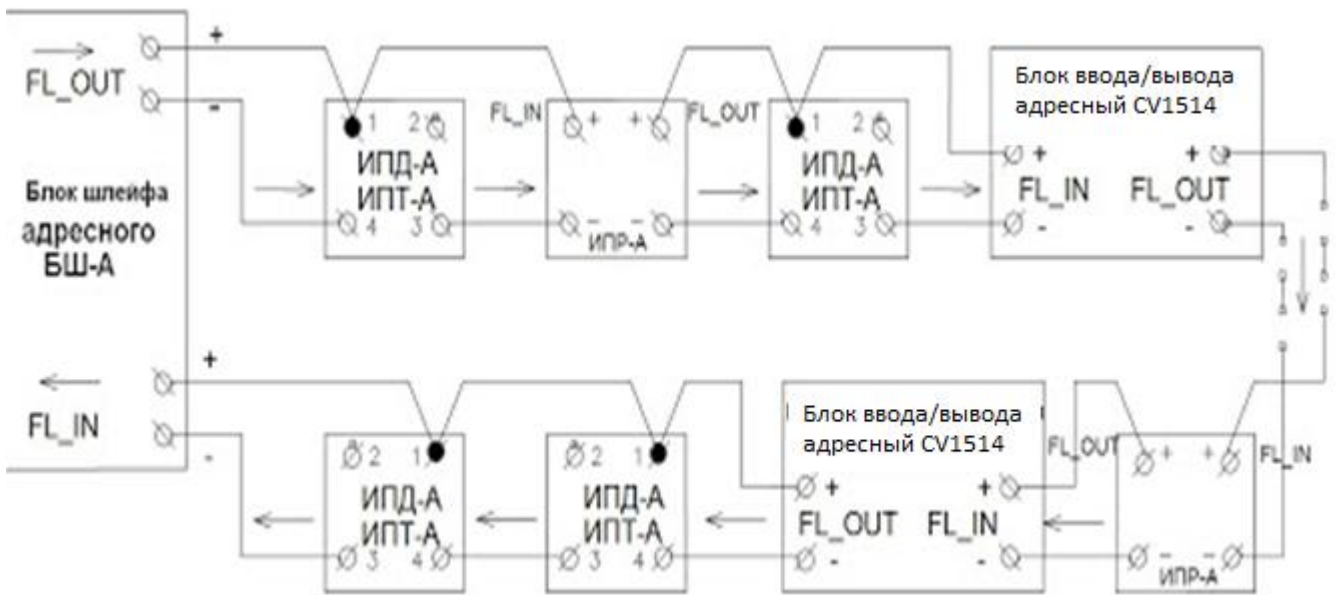 FL_OUT
+
-
Блок шлейфа
адресного
БШ-А
+
FL_IN
-
1 2
ИПД-А
ИПТ-А
4 3
FL_IN
+ +
FL_OUT
- -
ИПР-А
1 2
ИПД-А
ИПТ-А
4 3
Блок ввода/вывода
адресный CV1514
+ +
FL_IN FL_OUT
- -
2 1
ИПД-А
ИПТ-А
3 4
2 1
ИПД-А
ИПТ-А
3 4
Блок ввода/вывода
адресный CV1514
+ +
FL_OUT FL_IN
- -
FL_OUT
+ +
FL_IN
- -
ИПР-А